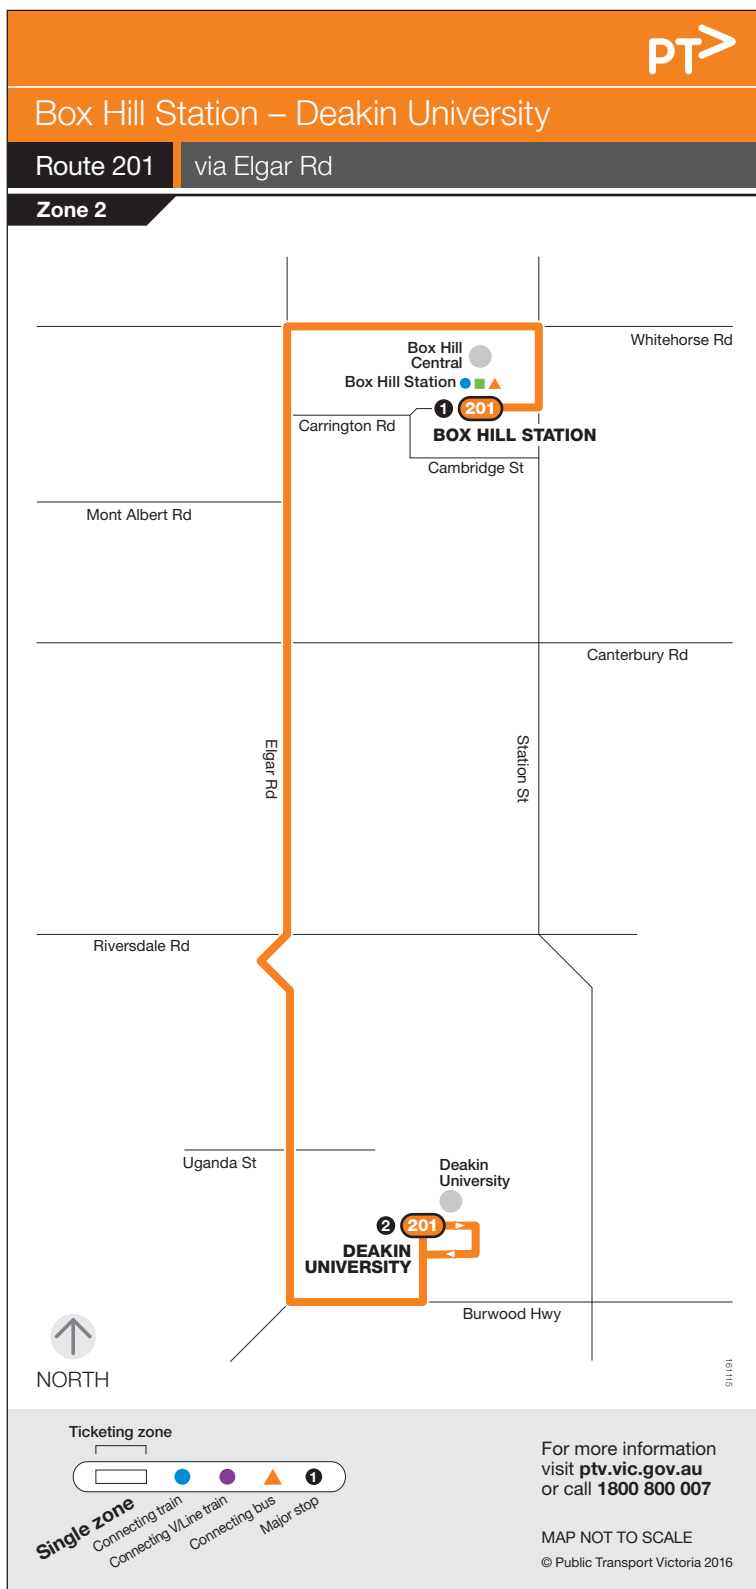 PT>
Box Hill Station – Deakin University
Route 201 via Elgar Rd
Zone 2
Whitehorse Rd
Box Hill
Central
Box Hill Station
1 201
BOX HILL STATION
Carrington Rd
Cambridge St
Mont Albert Rd
Canterbury Rd
Elgar Rd
Station St
Riversdale Rd
Uganda St
Deakin
University
2 201
DEAKIN
UNIVERSITY
Burwood Hwy
NORTH
161115
Ticketing zone
1
Single zone
Connecting train
Connecting V/Line train
Connecting bus
Major stop
For more information
visit ptv.vic.gov.au
or call 1800 800 007
MAP NOT TO SCALE
© Public Transport Victoria 2016